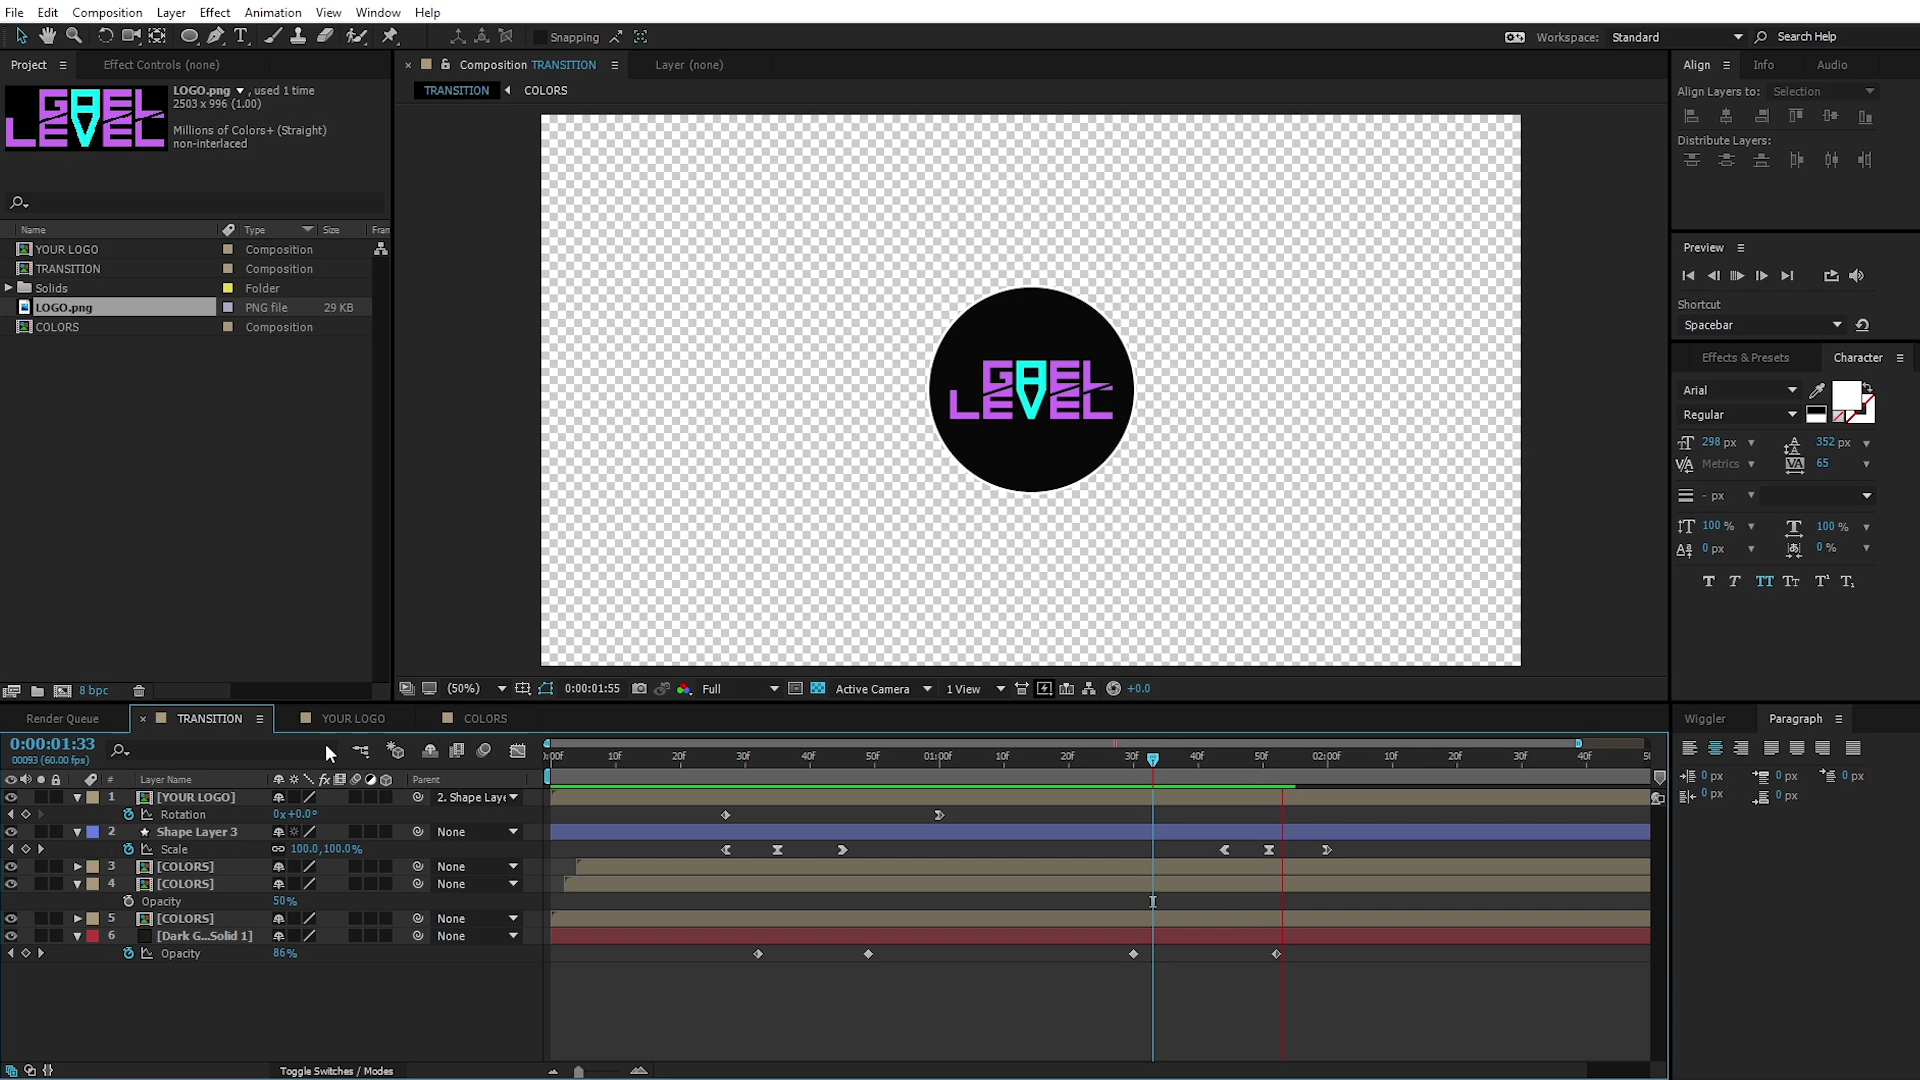 File Edit Composition Layer Effect Animation View Window Help
Snapping
Workspace: Standard
Search Help
Project
Effect Controls (none)
LOGO.png , used 1 time
2503 x 996 (1.00)
Millions of Colors+ (Straight)
non-interlaced
GAEL
LEVEL
Name Type Size Fran
YOUR LOGO Composition
TRANSITION Composition
Solids Folder
LOGO.png PNG file 29 KB
COLORS Composition
8 bpc
Composition TRANSITION
Layer (none)
TRANSITION COLORS
GAEL
LEVEL
(50%) 0:00:01:55 Full Active Camera 1 View +0.0
Align Info Audio
Align Layers to: Selection
Distribute Layers:
Preview
Shortcut
Spacebar
Effects & Presets Character
Arial
Regular
298 px 352 px
Metrics 65
- px
100 % 100 %
0 px 0 %
Render Queue TRANSITION YOUR LOGO COLORS
0:00:01:33
00093 (60.00 fps)
# Layer Name Parent
1 [YOUR LOGO] 2. Shape Laye
Rotation 0x+0.0°
2 Shape Layer 3 None
Scale 100.0,100.0%
3 [COLORS] None
4 [COLORS] None
Opacity 50%
5 [COLORS] None
6 [Dark G...Solid 1] None
Opacity 86%
Toggle Switches / Modes
):00F 10F 20F 30F 40F 50F 01:00F 10F 20F 30F 40F 50F 02:00F 10F 20F 30F 40F 5(
Wiggler Paragraph
0 px 0 px 0 px
0 px 0 px